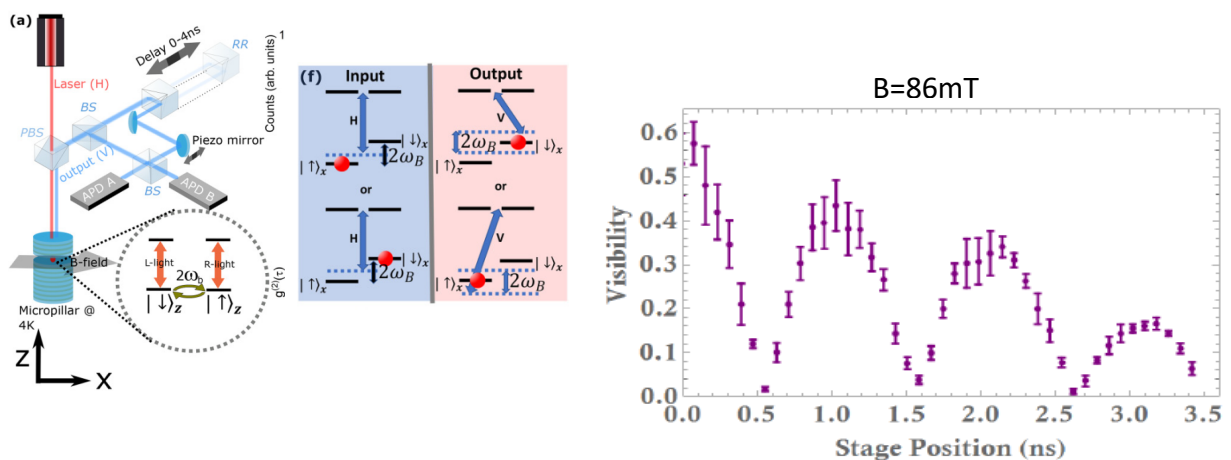 (a)
Laser (H)
PBS
BS
output (V)
Delay 0-4ns
RR
Piezo mirror
BS
APD A
APD B
B-field
Micropillar @
4K
Z
X
L-light
R-light
2ω_b
|↓⟩_z
|↑⟩_z
Counts (arb. units)
1
g⁽²⁾(τ)
(f)
Input
Output
H
|↓⟩_x
2ω_B
|↑⟩_x
or
H
|↓⟩_x
2ω_B
|↑⟩_x
V
2ω_B
|↓⟩_x
|↑⟩_x
or
V
|↓⟩_x
|↑⟩_x
2ω_B
B=86mT
Visibility
0.6
0.5
0.4
0.3
0.2
0.1
0.0
0.0 0.5 1.0 1.5 2.0 2.5 3.0 3.5
Stage Position (ns)